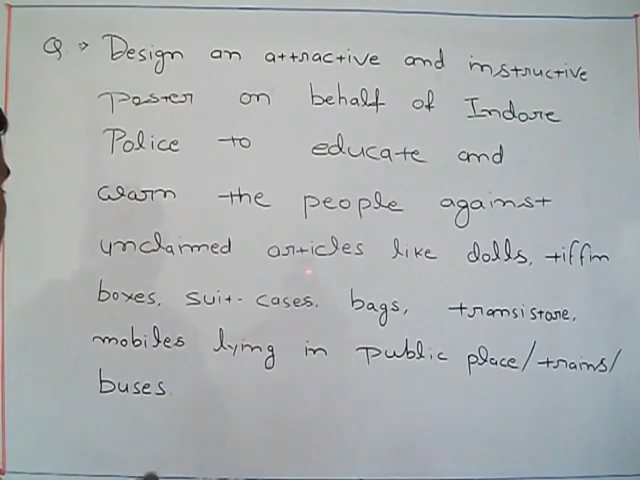 Q → Design an attractive and instructive
Poster on behalf of Indore
Police to educate and
warn the people against
unclaimed articles like dolls, tiffin
boxes, suit-cases, bags, transistore,
mobiles lying in public place/trains/
buses.